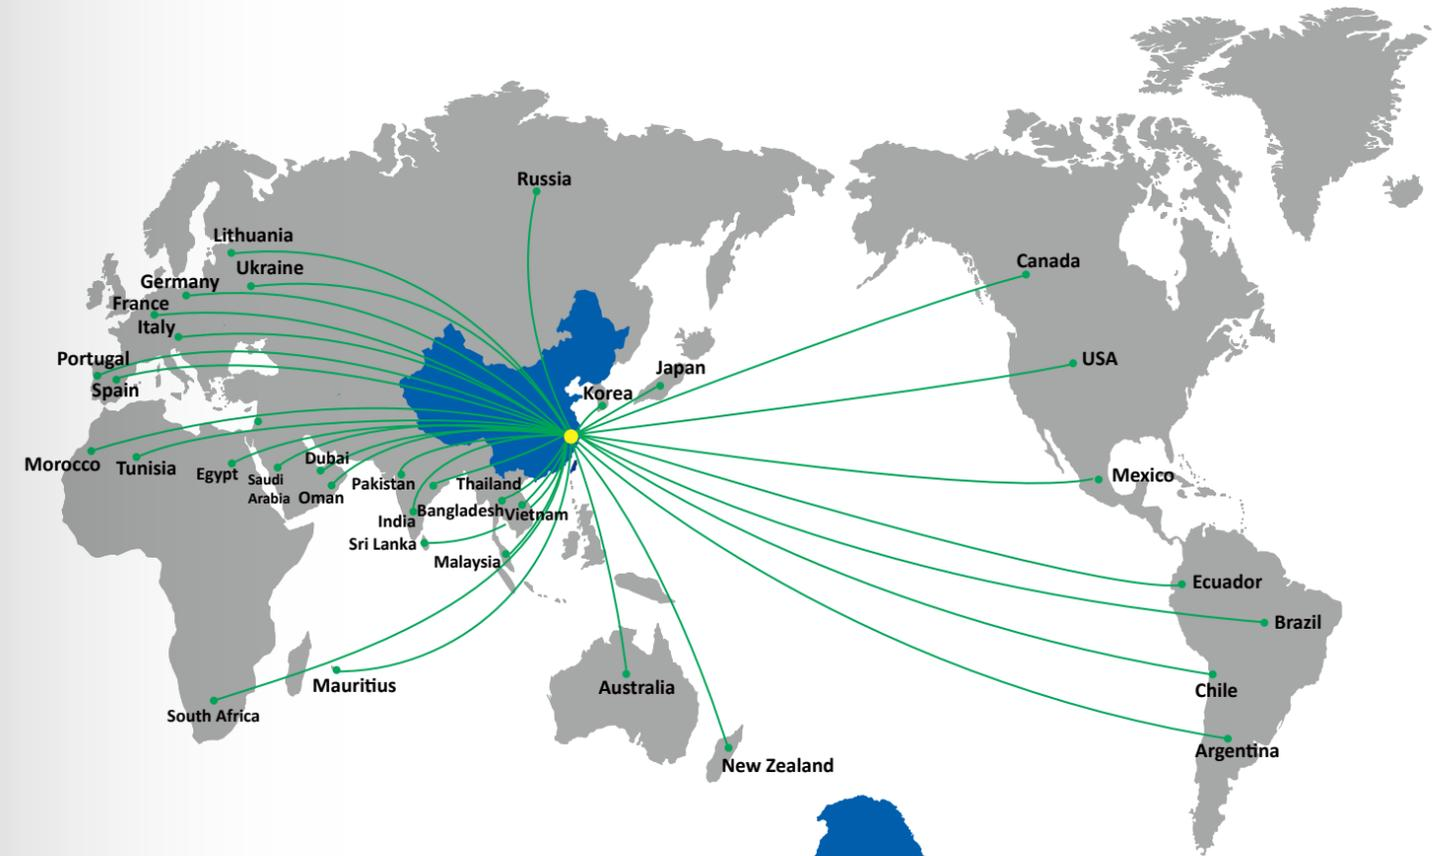 Russia
Lithuania
Ukraine
Canada
Germany
France
Italy
Portugal
Spain
USA
Japan
Korea
Morocco
Tunisia
Egypt
Saudi
Arabia
Dubai
Oman
Pakistan
Thailand
Mexico
India
Bangladesh
Vietnam
Sri Lanka
Malaysia
Ecuador
Brazil
Mauritius
Australia
Chile
South Africa
New Zealand
Argentina